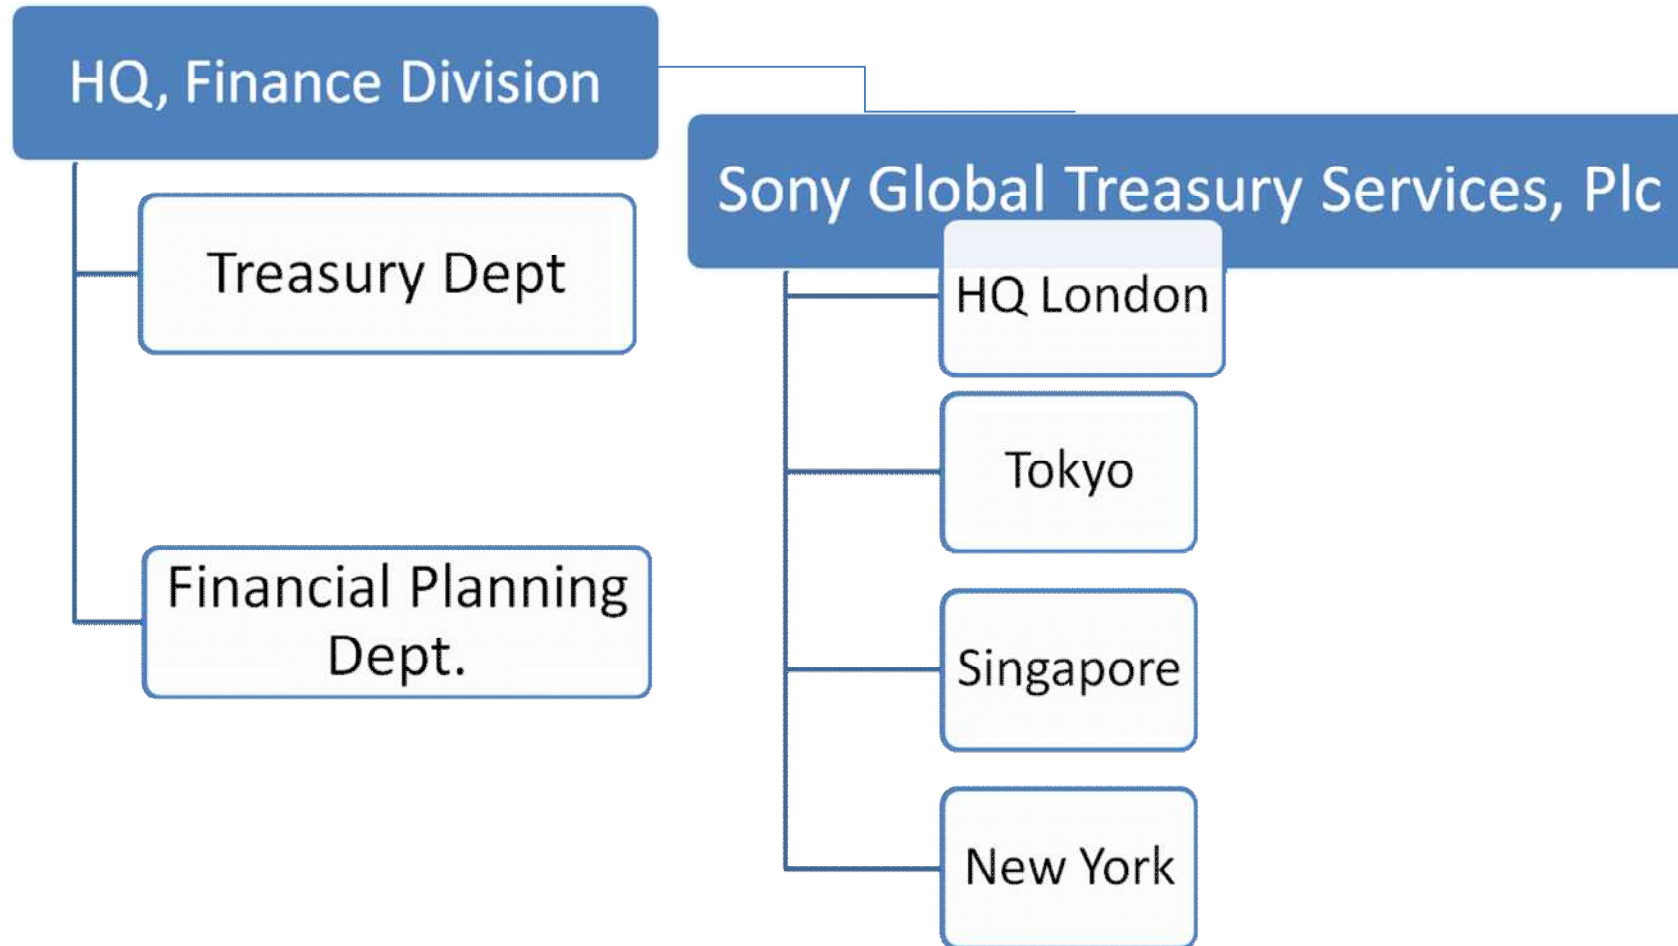 HQ, Finance Division
Treasury Dept
Financial Planning
Dept.
Sony Global Treasury Services, Plc
HQ London
Tokyo
Singapore
New York